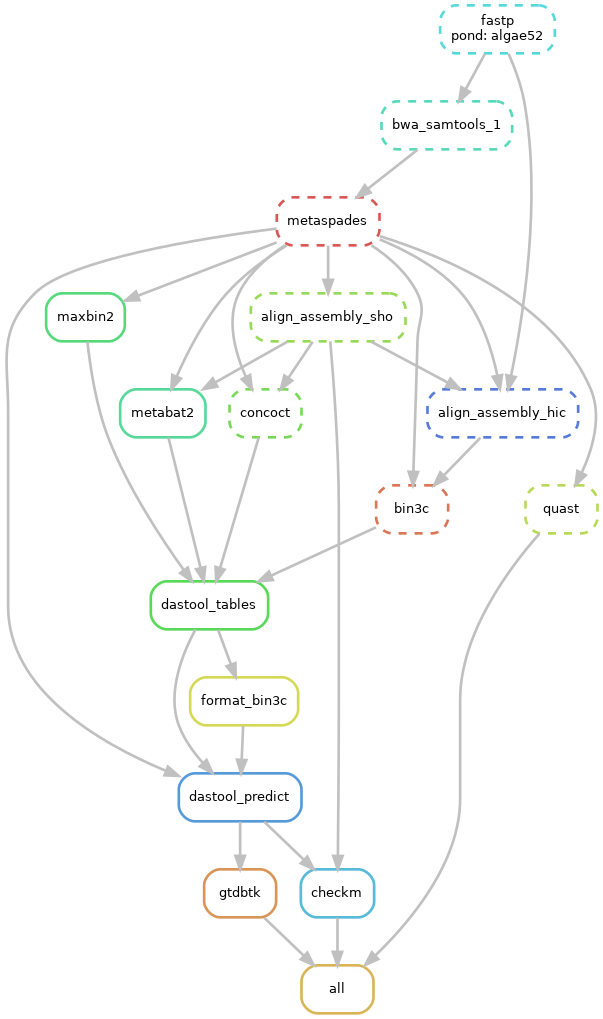 fastp
pond: algae52
bwa_samtools_1
metaspades
maxbin2
align_assembly_sho
metabat2
concoct
align_assembly_hic
bin3c
quast
dastool_tables
format_bin3c
dastool_predict
gtdbtk
checkm
all